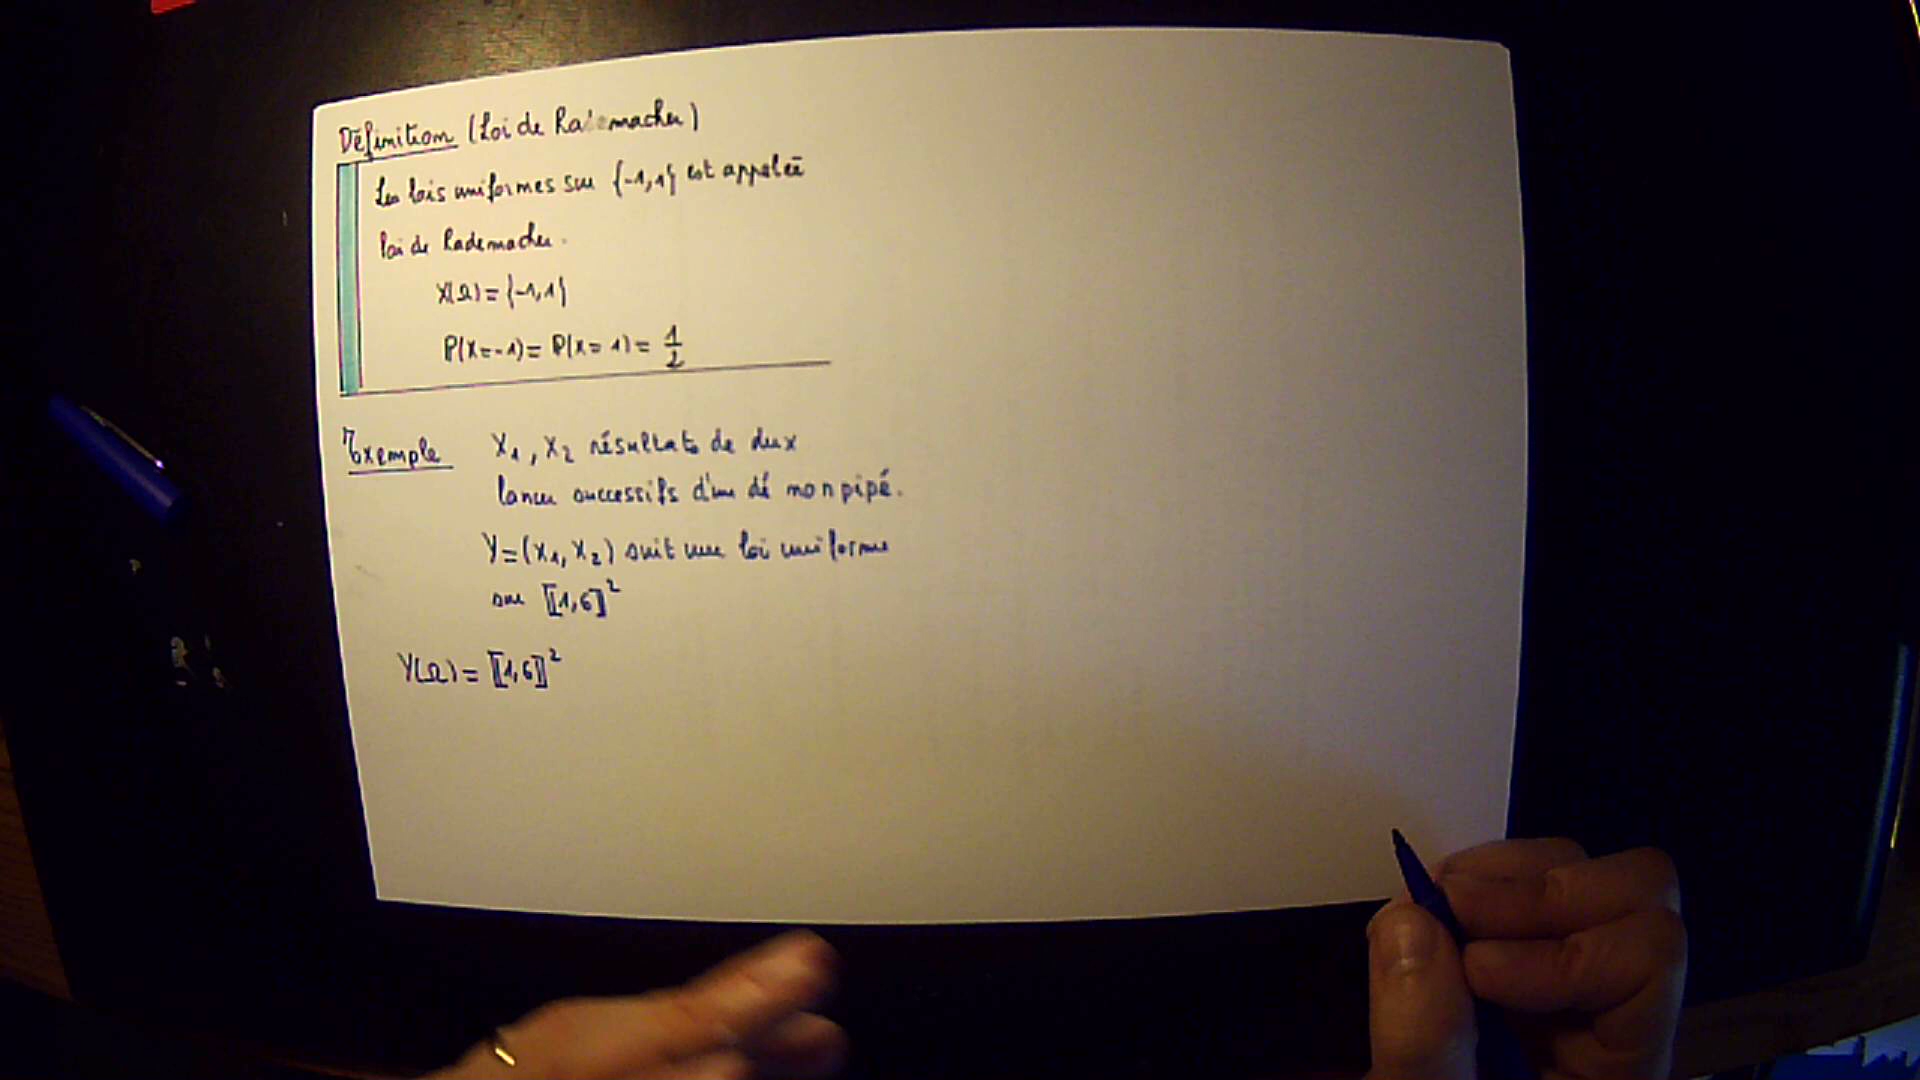 Définition (Loi de Rademacher)
Les lois uniformes sur {-1,1} est appelée
loi de Rademacher.
X(Ω) = {-1,1}
P(X=-1) = P(X=1) = 1/2
Exemple X₁, X₂ résultats de deux
lancer successifs d'un dé non pipé.
Y=(X₁, X₂) suit une loi uniforme
sur ⟦1,6⟧²
Y(Ω) = ⟦1,6⟧²